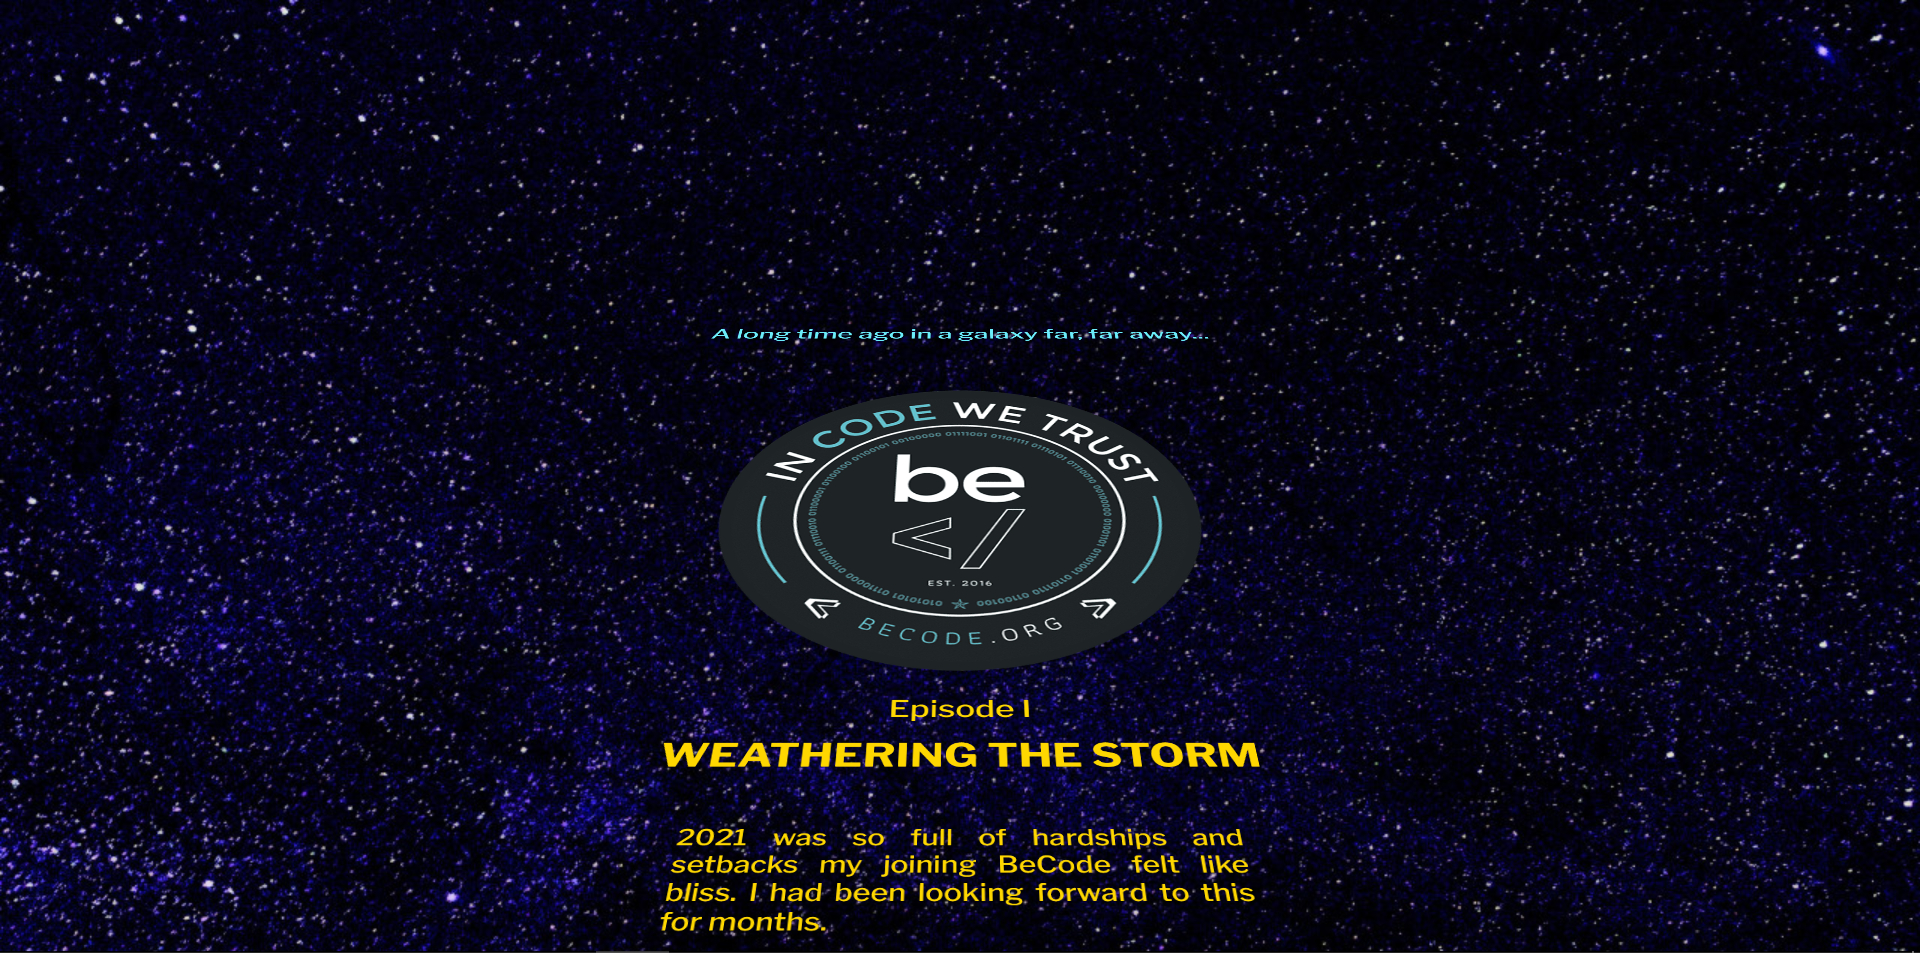 A long time ago in a galaxy far, far away...
IN CODE WE TRUST
be
</
EST. 2016
BECODE.ORG
Episode I
WEATHERING THE STORM
2021 was so full of hardships and
setbacks my joining BeCode felt like
bliss. I had been looking forward to this
for months.